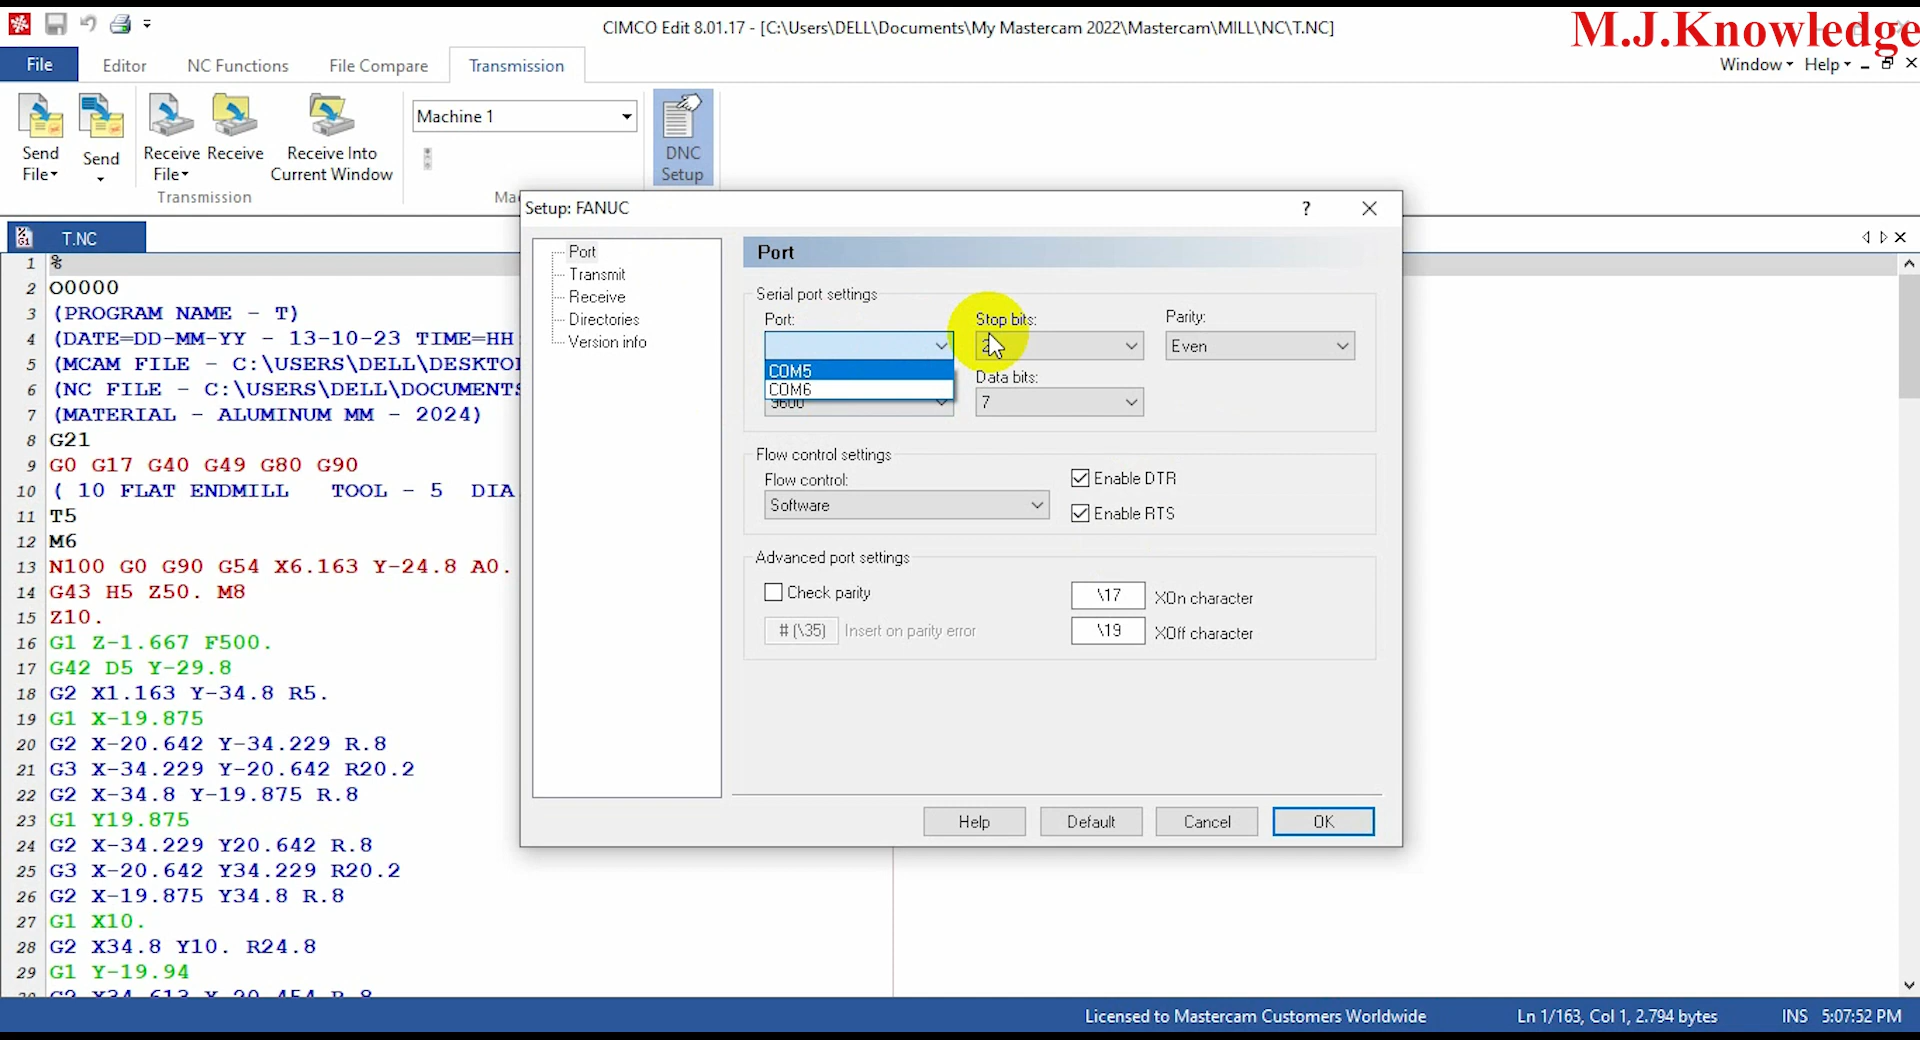 CIMCO Edit 8.01.17 - [C:\Users\DELL\Documents\My Mastercam 2022\Mastercam\MILL\NC\T.NC]
M.J.Knowledge
File Editor NC Functions File Compare Transmission
Window Help
Send File Send Receive File Receive Receive Into Current Window
Transmission
Machine 1
DNC Setup
T.NC
1 %
2 O0000
3 (PROGRAM NAME - T)
4 (DATE=DD-MM-YY - 13-10-23 TIME=HH
5 (MCAM FILE - C:\USERS\DELL\DESKTO
6 (NC FILE - C:\USERS\DELL\DOCUMENTS
7 (MATERIAL - ALUMINUM MM - 2024)
8 G21
9 G0 G17 G40 G49 G80 G90
10 ( 10 FLAT ENDMILL TOOL - 5 DIA
11 T5
12 M6
13 N100 G0 G90 G54 X6.163 Y-24.8 A0.
14 G43 H5 Z50. M8
15 Z10.
16 G1 Z-1.667 F500.
17 G42 D5 Y-29.8
18 G2 X1.163 Y-34.8 R5.
19 G1 X-19.875
20 G2 X-20.642 Y-34.229 R.8
21 G3 X-34.229 Y-20.642 R20.2
22 G2 X-34.8 Y-19.875 R.8
23 G1 Y19.875
24 G2 X-34.229 Y20.642 R.8
25 G3 X-20.642 Y34.229 R20.2
26 G2 X-19.875 Y34.8 R.8
27 G1 X10.
28 G2 X34.8 Y10. R24.8
29 G1 Y-19.94
Setup: FANUC
?
Port
Transmit
Receive
Directories
Version info
Port
Serial port settings
Port: Stop bits: Parity:
2 Even
COM5
COM6
Data bits:
9600 7
Flow control settings
Flow control:
Software
Enable DTR
Enable RTS
Advanced port settings
Check parity
\17 XOn character
# (\35) Insert on parity error
\19 XOff character
Help Default Cancel OK
Licensed to Mastercam Customers Worldwide
Ln 1/163, Col 1, 2.794 bytes
INS 5:07:52 PM